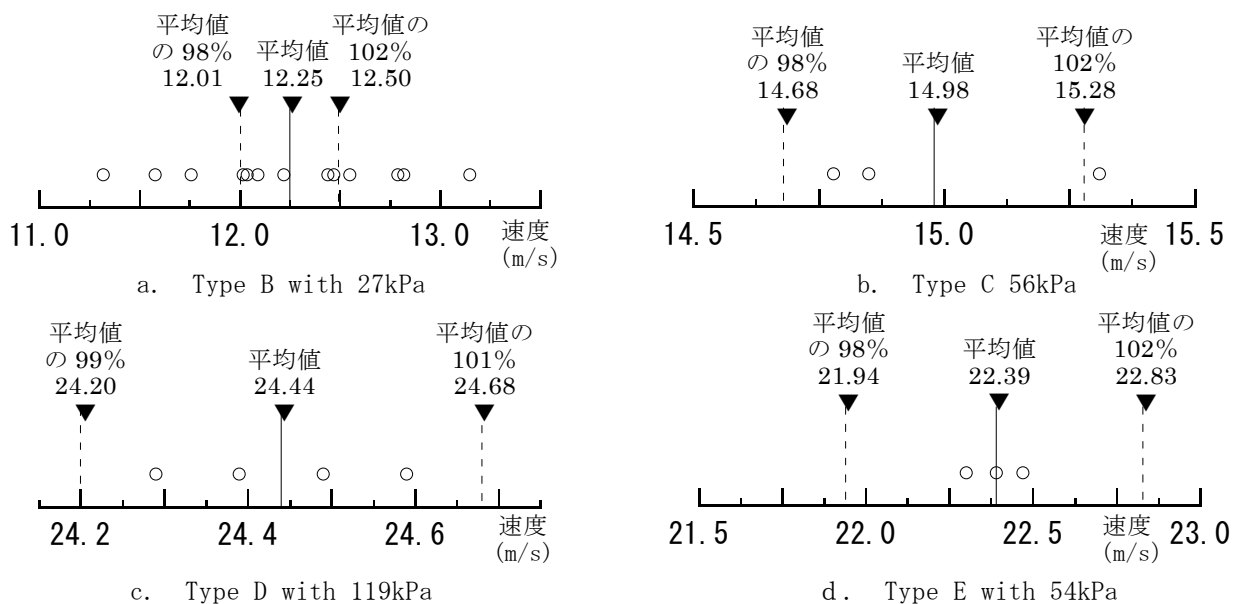 平均値
の 98%
12.01
平均値
12.25
平均値の
102%
12.50
11.0
12.0
13.0
速度
(m/s)
a. Type B with 27kPa
平均値
の 98%
14.68
平均値
14.98
平均値の
102%
15.28
14.5
15.0
速度
(m/s)
15.5
b. Type C 56kPa
平均値
の 99%
24.20
平均値
24.44
平均値の
101%
24.68
24.2
24.4
24.6
速度
(m/s)
c. Type D with 119kPa
平均値
の 98%
21.94
平均値
22.39
平均値の
102%
22.83
21.5
22.0
22.5
速度
(m/s)
23.0
d. Type E with 54kPa